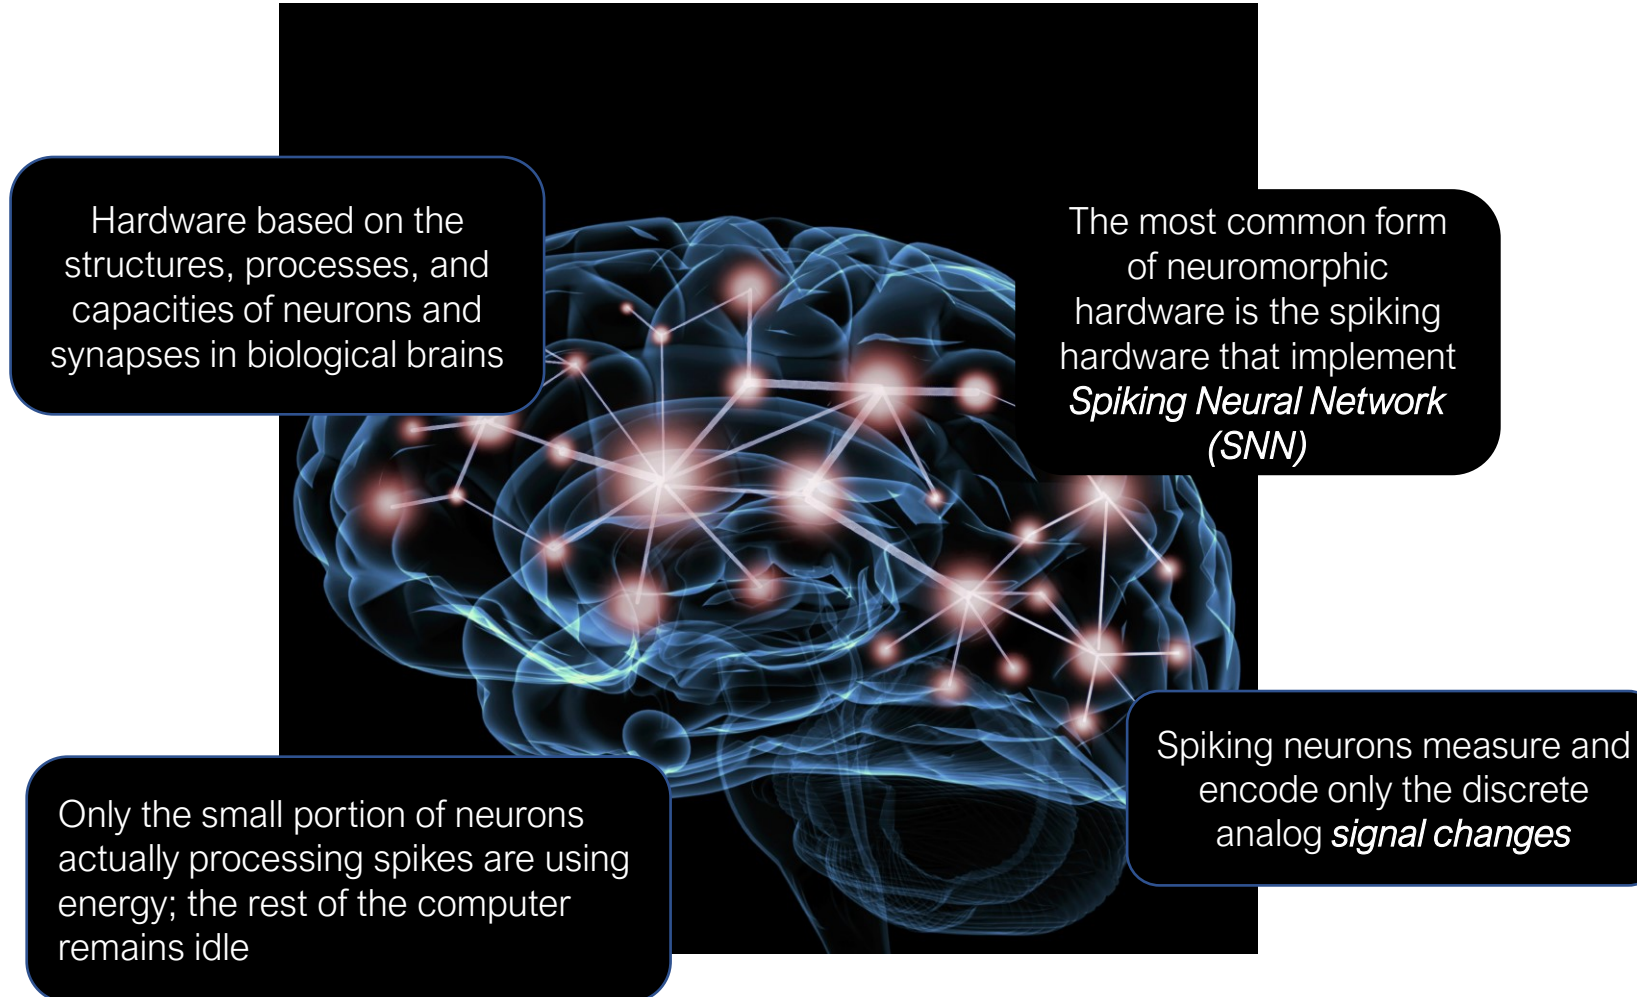 Hardware based on the
structures, processes, and
capacities of neurons and
synapses in biological brains
The most common form
of neuromorphic
hardware is the spiking
hardware that implement
Spiking Neural Network
(SNN)
Only the small portion of neurons
actually processing spikes are using
energy; the rest of the computer
remains idle
Spiking neurons measure and
encode only the discrete
analog signal changes